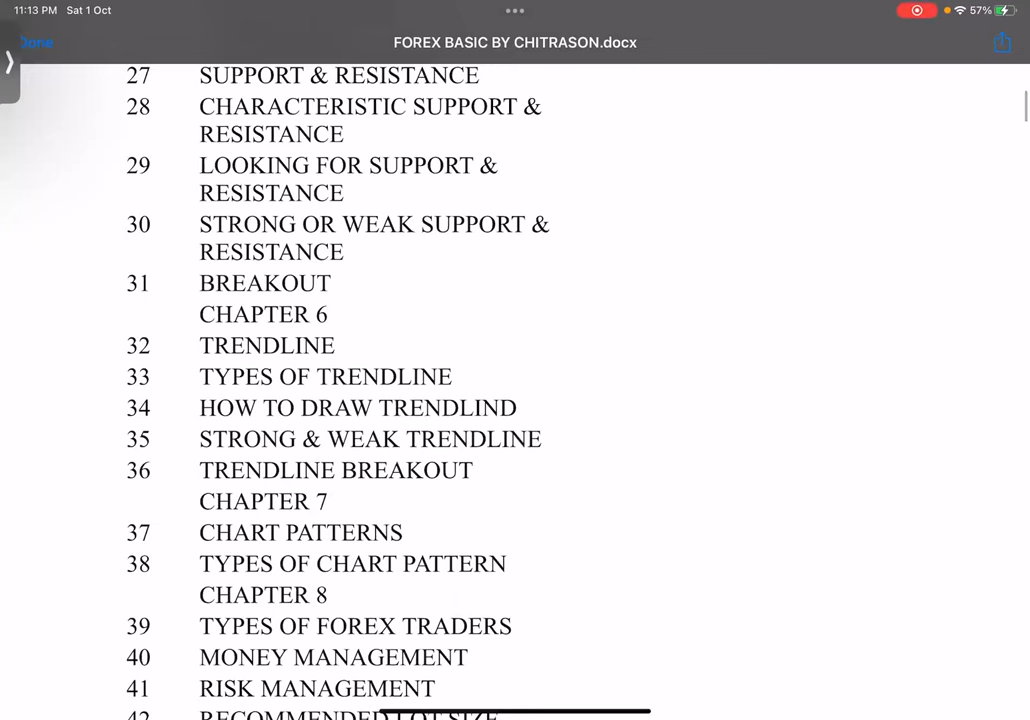 11:13 PM Sat 1 Oct
57%
Done
FOREX BASIC BY CHITRASON.docx
27 SUPPORT & RESISTANCE
28 CHARACTERISTIC SUPPORT &
RESISTANCE
29 LOOKING FOR SUPPORT &
RESISTANCE
30 STRONG OR WEAK SUPPORT &
RESISTANCE
31 BREAKOUT
CHAPTER 6
32 TRENDLINE
33 TYPES OF TRENDLINE
34 HOW TO DRAW TRENDLIND
35 STRONG & WEAK TRENDLINE
36 TRENDLINE BREAKOUT
CHAPTER 7
37 CHART PATTERNS
38 TYPES OF CHART PATTERN
CHAPTER 8
39 TYPES OF FOREX TRADERS
40 MONEY MANAGEMENT
41 RISK MANAGEMENT
42 RECOMMENDED LOT SIZE